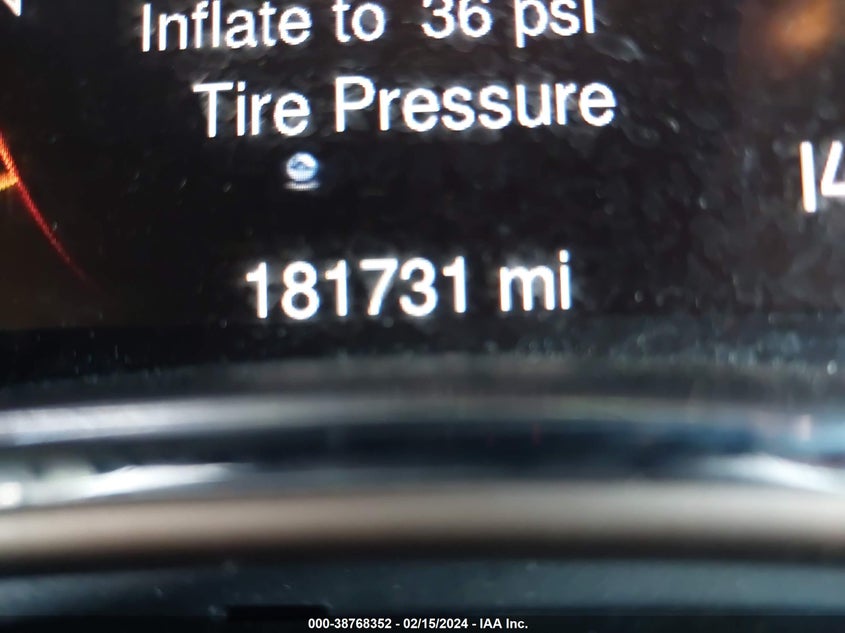 Inflate to 36 psi
Tire Pressure
181731 mi
000-38768352 - 02/15/2024 - IAA Inc.